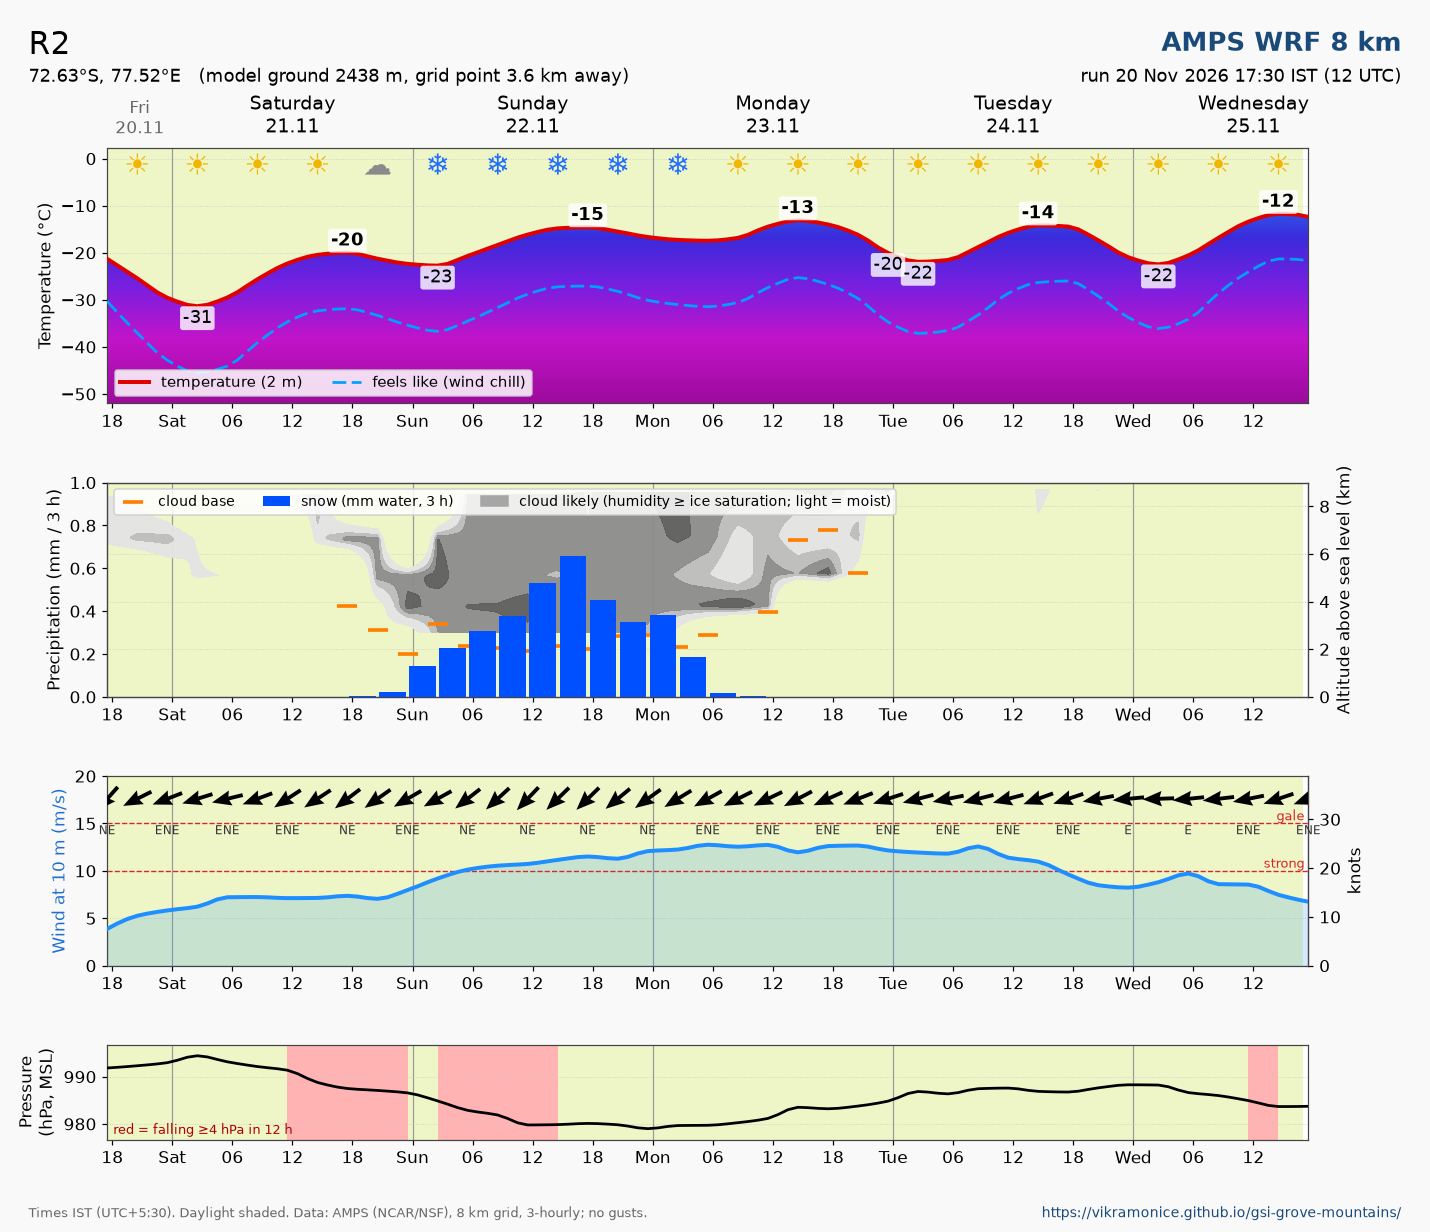 R2
AMPS WRF 8 km
72.63°S, 77.52°E (model ground 2438 m, grid point 3.6 km away)
run 20 Nov 2026 17:30 IST (12 UTC)
Fri Saturday Sunday Monday Tuesday Wednesday
20.11 21.11 22.11 23.11 24.11 25.11
Temperature (°C)
0
−10
−20
−30
−40
−50
-31
-20
-23
-15
-13
-20
-22
-14
-22
-12
temperature (2 m) feels like (wind chill)
18 Sat 06 12 18 Sun 06 12 18 Mon 06 12 18 Tue 06 12 18 Wed 06 12
Precipitation (mm / 3 h)
1.0
0.8
0.6
0.4
0.2
0.0
cloud base snow (mm water, 3 h) cloud likely (humidity ≥ ice saturation; light = moist)
8
6
4
2
0
Altitude above sea level (km)
18 Sat 06 12 18 Sun 06 12 18 Mon 06 12 18 Tue 06 12 18 Wed 06 12
Wind at 10 m (m/s)
20
15
10
5
0
NE ENE ENE ENE NE ENE NE NE NE NE ENE ENE ENE ENE ENE ENE ENE E E ENE ENE
gale
strong
30
20
10
0
knots
18 Sat 06 12 18 Sun 06 12 18 Mon 06 12 18 Tue 06 12 18 Wed 06 12
Pressure
(hPa, MSL)
990
980
red = falling ≥4 hPa in 12 h
18 Sat 06 12 18 Sun 06 12 18 Mon 06 12 18 Tue 06 12 18 Wed 06 12
Times IST (UTC+5:30). Daylight shaded. Data: AMPS (NCAR/NSF), 8 km grid, 3-hourly; no gusts.
https://vikramonice.github.io/gsi-grove-mountains/